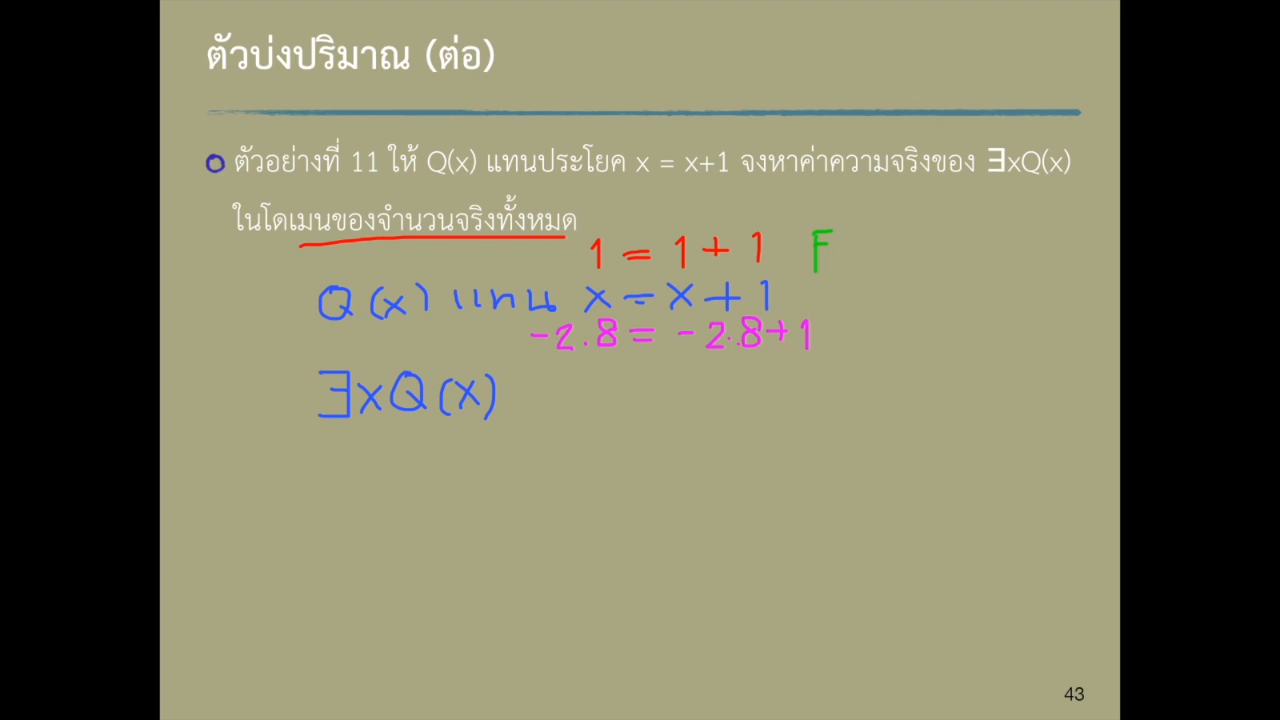 ตัวบ่งปริมาณ (ต่อ)
ตัวอย่างที่ 11 ให้ Q(x) แทนประโยค x = x+1 จงหาค่าความจริงของ ∃xQ(x)
ในโดเมนของจำนวนจริงทั้งหมด
1 = 1 + 1 F
Q(x) แทน x = x + 1
-2.8 = -2.8+1
∃xQ(x)
43